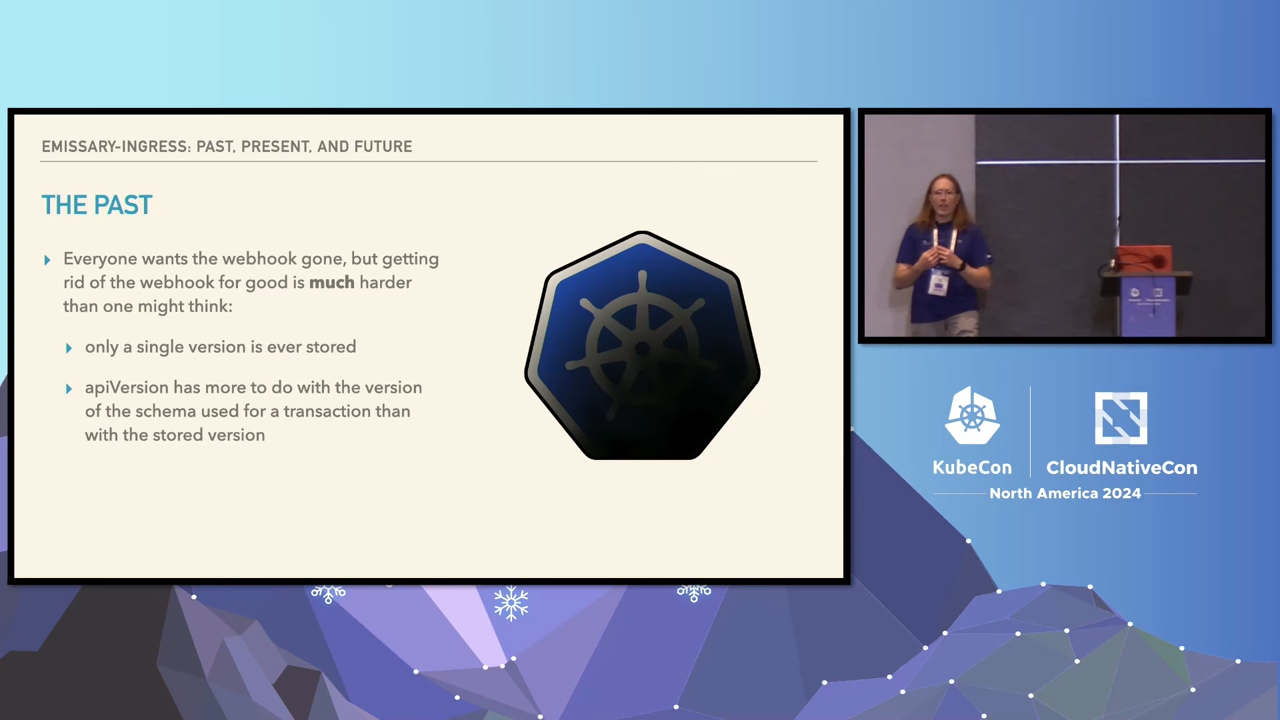 EMISSARY-INGRESS: PAST, PRESENT, AND FUTURE
THE PAST
Everyone wants the webhook gone, but getting
rid of the webhook for good is much harder
than one might think:
only a single version is ever stored
apiVersion has more to do with the version
of the schema used for a transaction than
with the stored version
KubeCon
CloudNativeCon
North America 2024